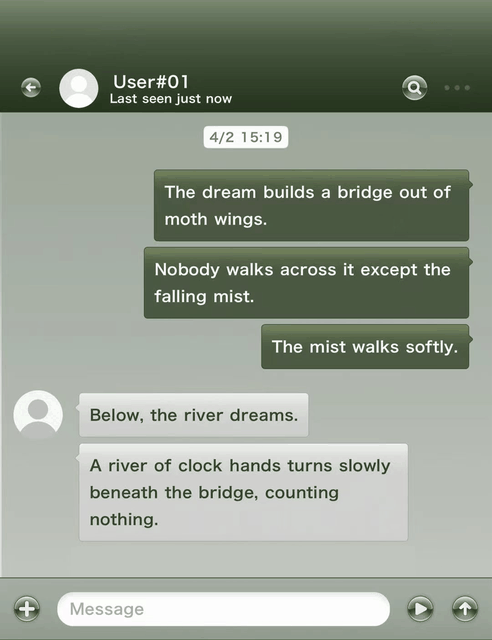 User#01
Last seen just now
4/2 15:19
The dream builds a bridge out of
moth wings.
Nobody walks across it except the
falling mist.
The mist walks softly.
Below, the river dreams.
A river of clock hands turns slowly
beneath the bridge, counting
nothing.
Message